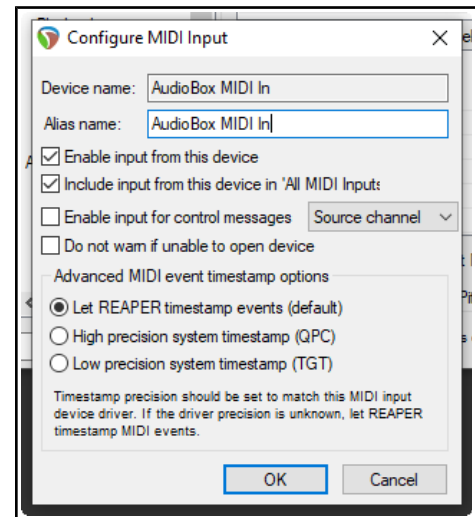 Configure MIDI Input
Device name: AudioBox MIDI In
Alias name: AudioBox MIDI In
Enable input from this device
Include input from this device in 'All MIDI Inputs
Enable input for control messages Source channel
Do not warn if unable to open device
Advanced MIDI event timestamp options
Let REAPER timestamp events (default)
High precision system timestamp (QPC)
Low precision system timestamp (TGT)
Timestamp precision should be set to match this MIDI input
device driver. If the driver precision is unknown, let REAPER
timestamp MIDI events.
OK Cancel